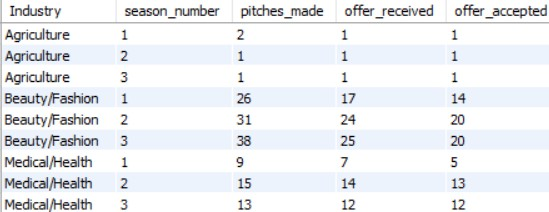 Industry season_number pitches_made offer_received offer_accepted
Agriculture 1 2 1 1
Agriculture 2 1 1 1
Agriculture 3 1 1 1
Beauty/Fashion 1 26 17 14
Beauty/Fashion 2 31 24 20
Beauty/Fashion 3 38 25 20
Medical/Health 1 9 7 5
Medical/Health 2 15 14 13
Medical/Health 3 13 12 12